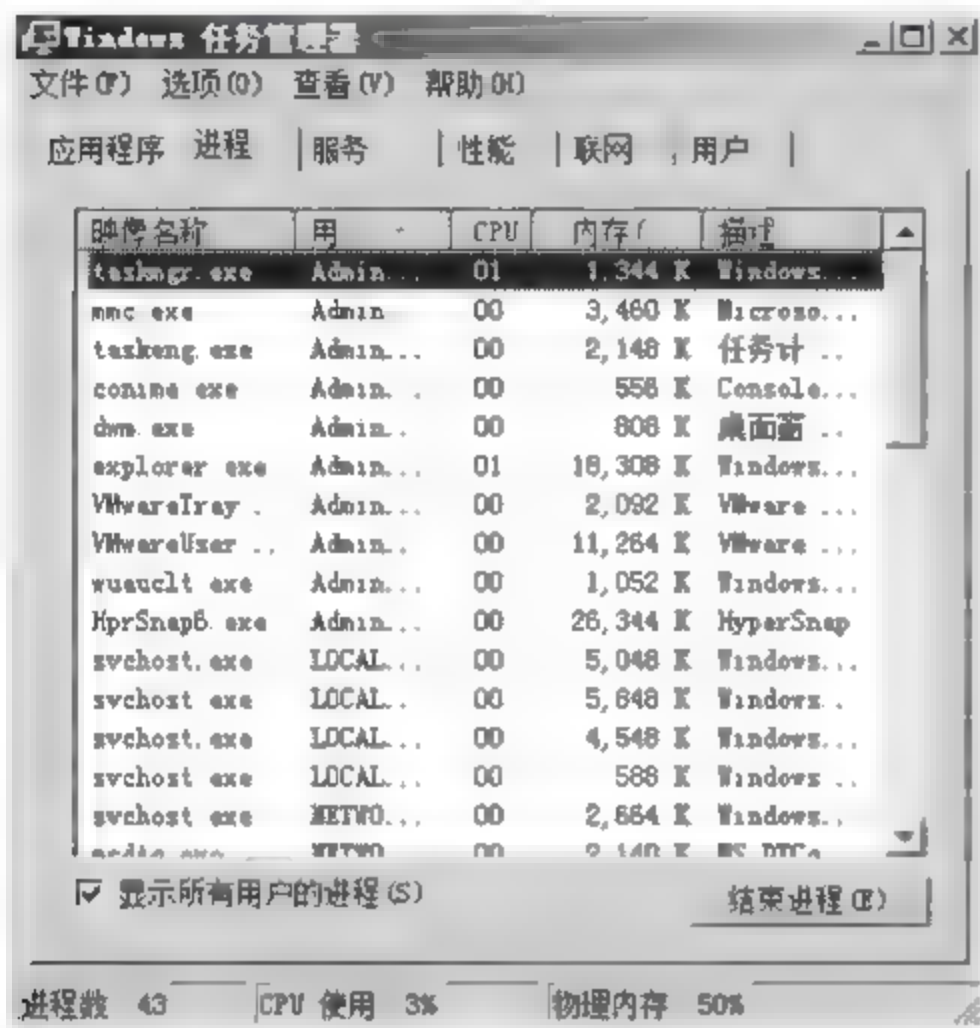 Windows 任务管理器
文件(F) 选项(O) 查看(V) 帮助(H)
应用程序 进程 服务 性能 联网 用户
映像名称 用 CPU 内存( 描述
taskmgr.exe Admin... 01 1,344 K Windows...
mmc.exe Admin 00 3,460 K Microso...
taskeng.exe Admin... 00 2,148 K 任务计 ...
conime.exe Admin... 00 556 K Console...
dwm.exe Admin... 00 808 K 桌面窗 ...
explorer.exe Admin... 01 18,308 K Windows...
VMwareTray . Admin... 00 2,092 K VMware ...
VMwareUser .. Admin... 00 11,264 K VMware ...
wuauclt.exe Admin... 00 1,052 K Windows...
HprSnap6.exe Admin... 00 26,344 K HyperSnap
svchost.exe LOCAL... 00 5,048 K Windows...
svchost.exe LOCAL... 00 5,648 K Windows...
svchost.exe LOCAL... 00 4,548 K Windows...
svchost.exe LOCAL... 00 588 K Windows...
svchost.exe NETWO... 00 2,664 K Windows...
msdtc.exe NETWO 00 2,140 K MS DTCo
显示所有用户的进程(S) 结束进程(E)
进程数 43 CPU 使用 3% 物理内存 50%